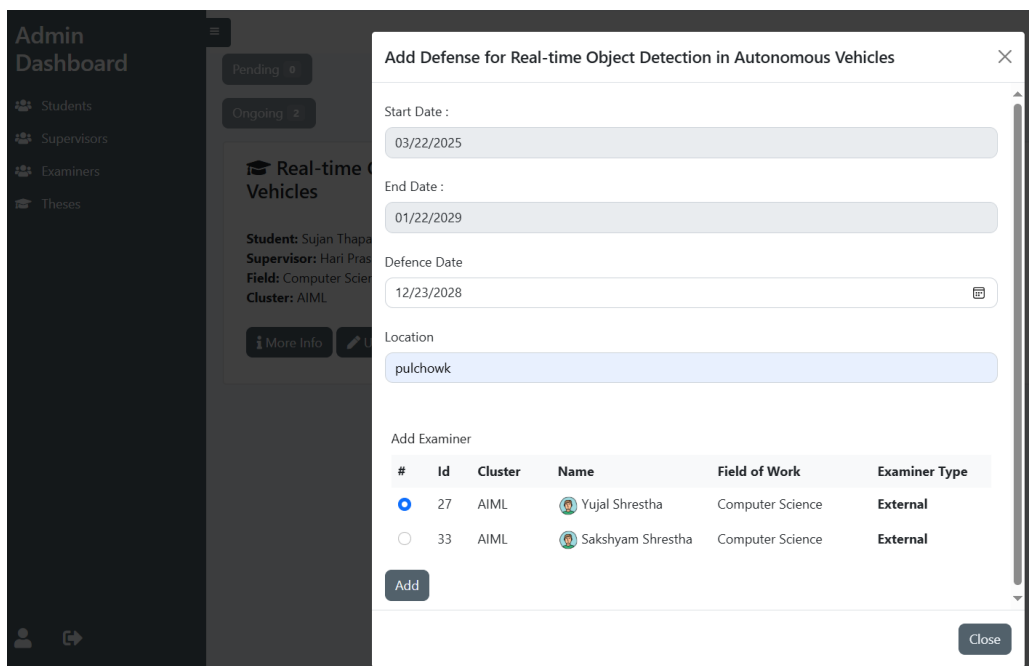 Admin
Dashboard
Students
Supervisors
Examiners
Theses
Pending 0
Ongoing 2
Real-time
Vehicles
Student: Sujan Thapa
Supervisor: Hari Pras
Field: Computer Scier
Cluster: AIML
More Info
Add Defense for Real-time Object Detection in Autonomous Vehicles
Start Date :
03/22/2025
End Date :
01/22/2029
Defence Date
12/23/2028
Location
pulchowk
Add Examiner
# Id Cluster Name Field of Work Examiner Type
27 AIML Yujal Shrestha Computer Science External
33 AIML Sakshyam Shrestha Computer Science External
Add
Close